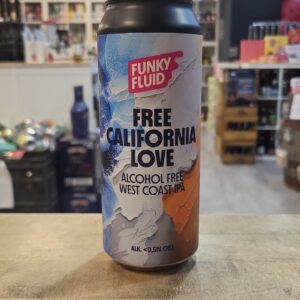 FUNKY
FLUID
FREE
CALIFORNIA
LOVE
ALCOHOL FREE
WEST COAST IPA
ALK. <0,5% OBJ.